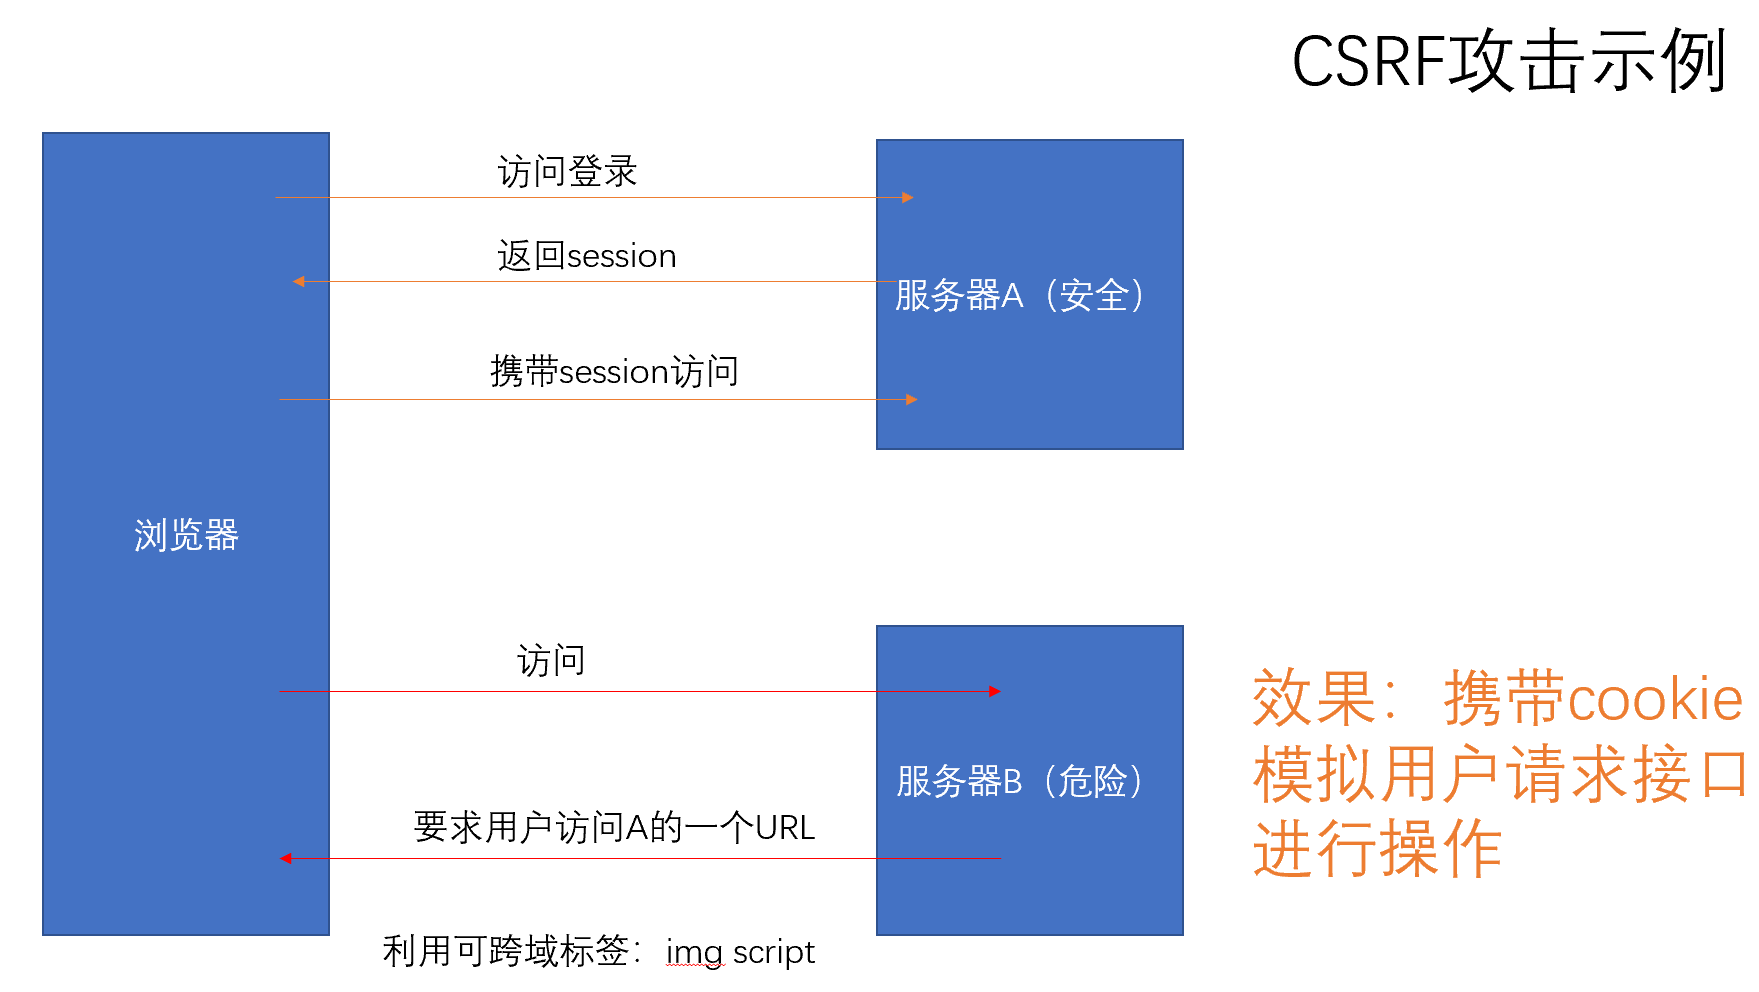 CSRF攻击示例
访问登录
返回session
服务器A（安全）
携带session访问
浏览器
访问
服务器B（危险）
要求用户访问A的一个URL
利用可跨域标签：img script
效果：携带cookie
模拟用户请求接口
进行操作